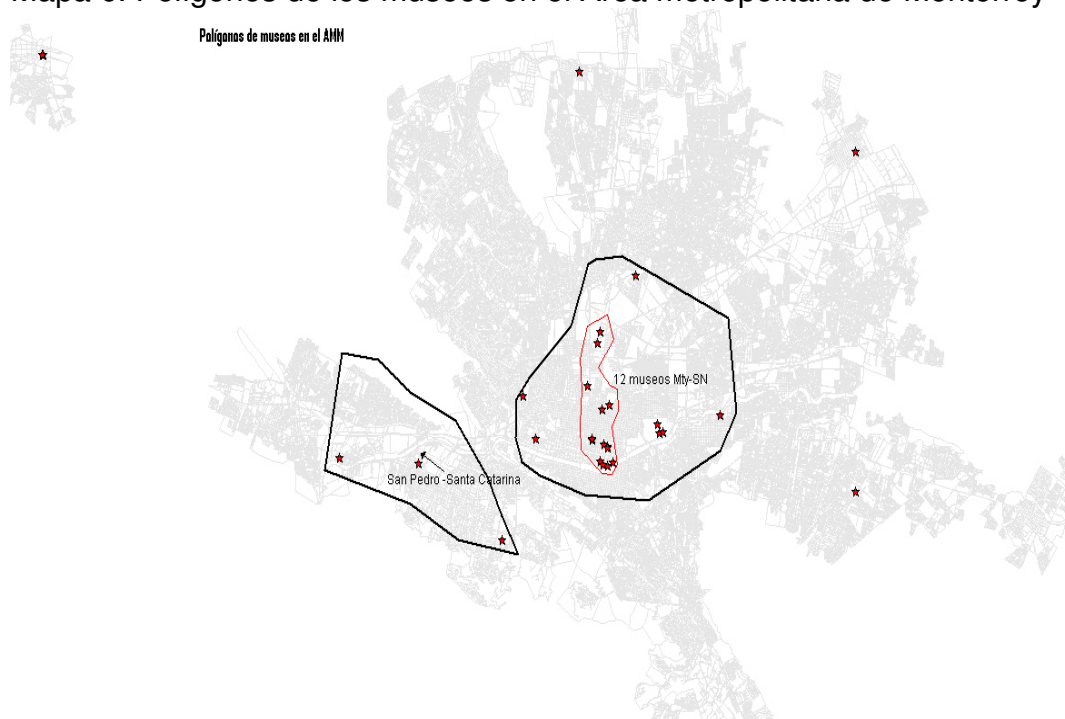 Mapa 6. Polígonos de los museos en el Área metropolitana de Monterrey
Polígonos de museos en el AMM
12 museos Mty-SN
San Pedro -Santa Catarina